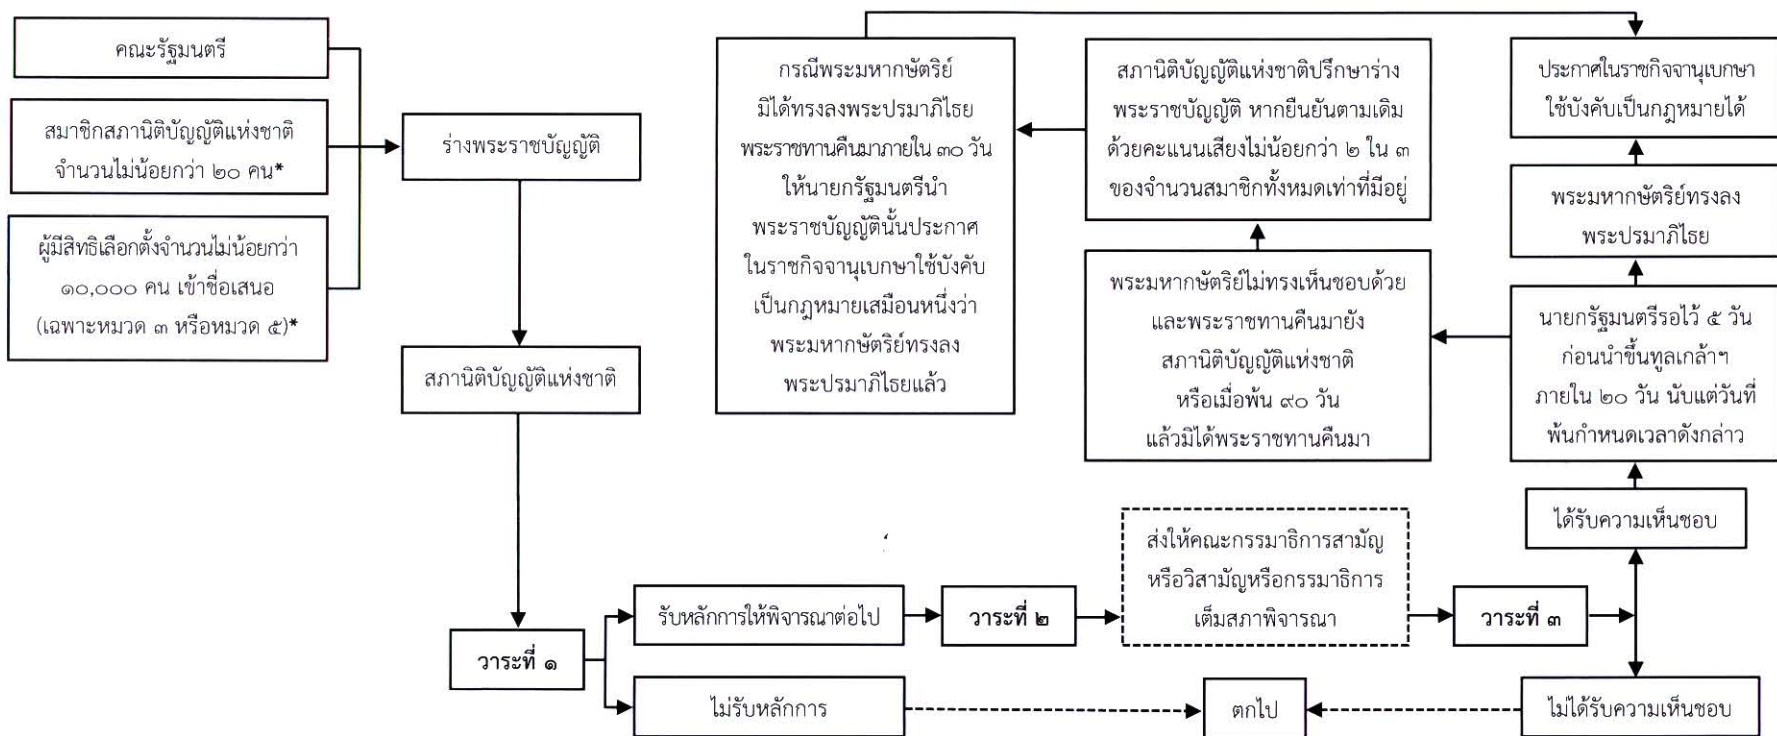 คณะรัฐมนตรี
สมาชิกสภานิติบัญญัติแห่งชาติ
จำนวนไม่น้อยกว่า ๒๐ คน*
ผู้มีสิทธิเลือกตั้งจำนวนไม่น้อยกว่า
๑๐,๐๐๐ คน เข้าชื่อเสนอ
(เฉพาะหมวด ๓ หรือหมวด ๕)*
ร่างพระราชบัญญัติ
สภานิติบัญญัติแห่งชาติ
วาระที่ ๑
รับหลักการให้พิจารณาต่อไป
ไม่รับหลักการ
วาระที่ ๒
ส่งให้คณะกรรมาธิการสามัญ
หรือวิสามัญหรือกรรมาธิการ
เต็มสภาพิจารณา
วาระที่ ๓
ตกไป
ไม่ได้รับความเห็นชอบ
ได้รับความเห็นชอบ
นายกรัฐมนตรีรอไว้ ๕ วัน
ก่อนนำขึ้นทูลเกล้าฯ
ภายใน ๒๐ วัน นับแต่วันที่
พ้นกำหนดเวลาดังกล่าว
พระมหากษัตริย์ทรงลง
พระปรมาภิไธย
ประกาศในราชกิจจานุเบกษา
ใช้บังคับเป็นกฎหมายได้
พระมหากษัตริย์ไม่ทรงเห็นชอบด้วย
และพระราชทานคืนมายัง
สภานิติบัญญัติแห่งชาติ
หรือเมื่อพ้น ๙๐ วัน
แล้วมิได้พระราชทานคืนมา
สภานิติบัญญัติแห่งชาติปรึกษาร่าง
พระราชบัญญัติ หากยืนยันตามเดิม
ด้วยคะแนนเสียงไม่น้อยกว่า ๒ ใน ๓
ของจำนวนสมาชิกทั้งหมดเท่าที่มีอยู่
กรณีพระมหากษัตริย์
มิได้ทรงลงพระปรมาภิไธย
พระราชทานคืนมาภายใน ๓๐ วัน
ให้นายกรัฐมนตรีนำ
พระราชบัญญัตินั้นประกาศ
ในราชกิจจานุเบกษาใช้บังคับ
เป็นกฎหมายเสมือนหนึ่งว่า
พระมหากษัตริย์ทรงลง
พระปรมาภิไธยแล้ว